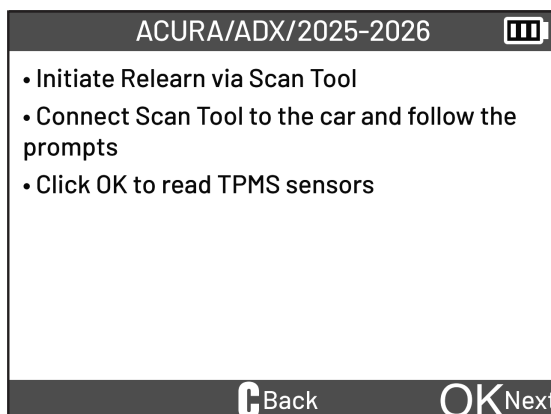 ACURA/ADX/2025-2026
• Initiate Relearn via Scan Tool
• Connect Scan Tool to the car and follow the
prompts
• Click OK to read TPMS sensors
C Back
OK Next